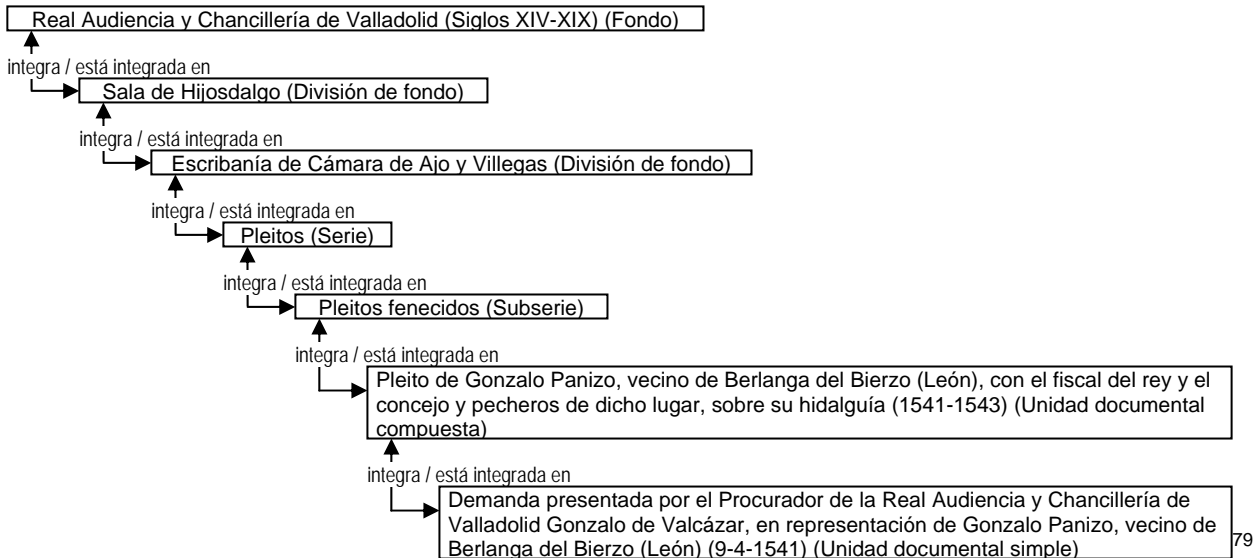 Real Audiencia y Chancillería de Valladolid (Siglos XIV-XIX) (Fondo)
integra / está integrada en
Sala de Hijosdalgo (División de fondo)
integra / está integrada en
Escribanía de Cámara de Ajo y Villegas (División de fondo)
integra / está integrada en
Pleitos (Serie)
integra / está integrada en
Pleitos fenecidos (Subserie)
integra / está integrada en
Pleito de Gonzalo Panizo, vecino de Berlanga del Bierzo (León), con el fiscal del rey y el
concejo y pecheros de dicho lugar, sobre su hidalguía (1541-1543) (Unidad documental
compuesta)
integra / está integrada en
Demanda presentada por el Procurador de la Real Audiencia y Chancillería de
Valladolid Gonzalo de Valcázar, en representación de Gonzalo Panizo, vecino de
Berlanga del Bierzo (León) (9-4-1541) (Unidad documental simple)
79